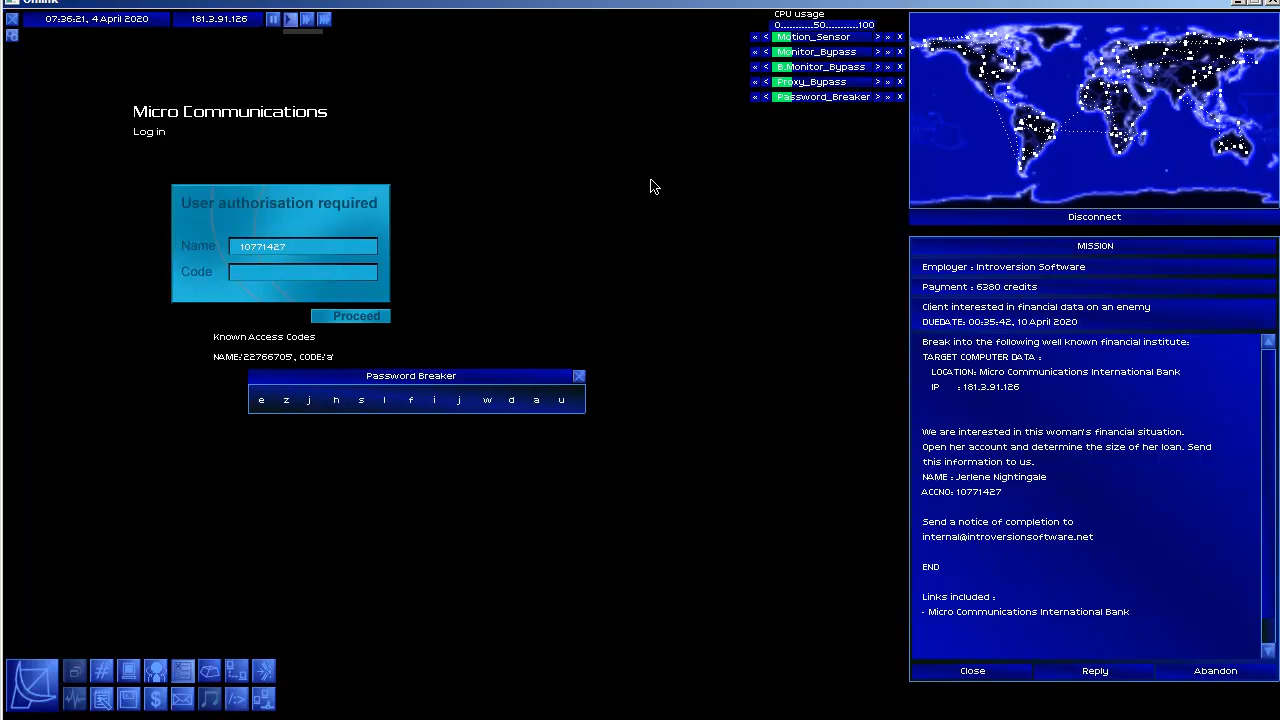 Uplink
07:36:21, 4 April 2020
181.3.91.126
CPU usage
0............50...........100
Motion_Sensor
Monitor_Bypass
B.Monitor_Bypass
Proxy_Bypass
Password_Breaker
Micro Communications
Log in
User authorisation required
Name 10771427
Code
Proceed
Known Access Codes
NAME:'22766705', CODE:'a'
Password Breaker
e z j h s l f i j w d a u
Disconnect
MISSION
Employer : Introversion Software
Payment : 6380 credits
Client interested in financial data on an enemy
DUEDATE: 00:35:42, 10 April 2020
Break into the following well known financial institute:
TARGET COMPUTER DATA :
LOCATION: Micro Communications International Bank
IP : 181.3.91.126
We are interested in this woman's financial situation.
Open her account and determine the size of her loan. Send
this information to us.
NAME : Jerlene Nightingale
ACCNO: 10771427
Send a notice of completion to
internal@introversionsoftware.net
END
Links included :
- Micro Communications International Bank
Close
Reply
Abandon